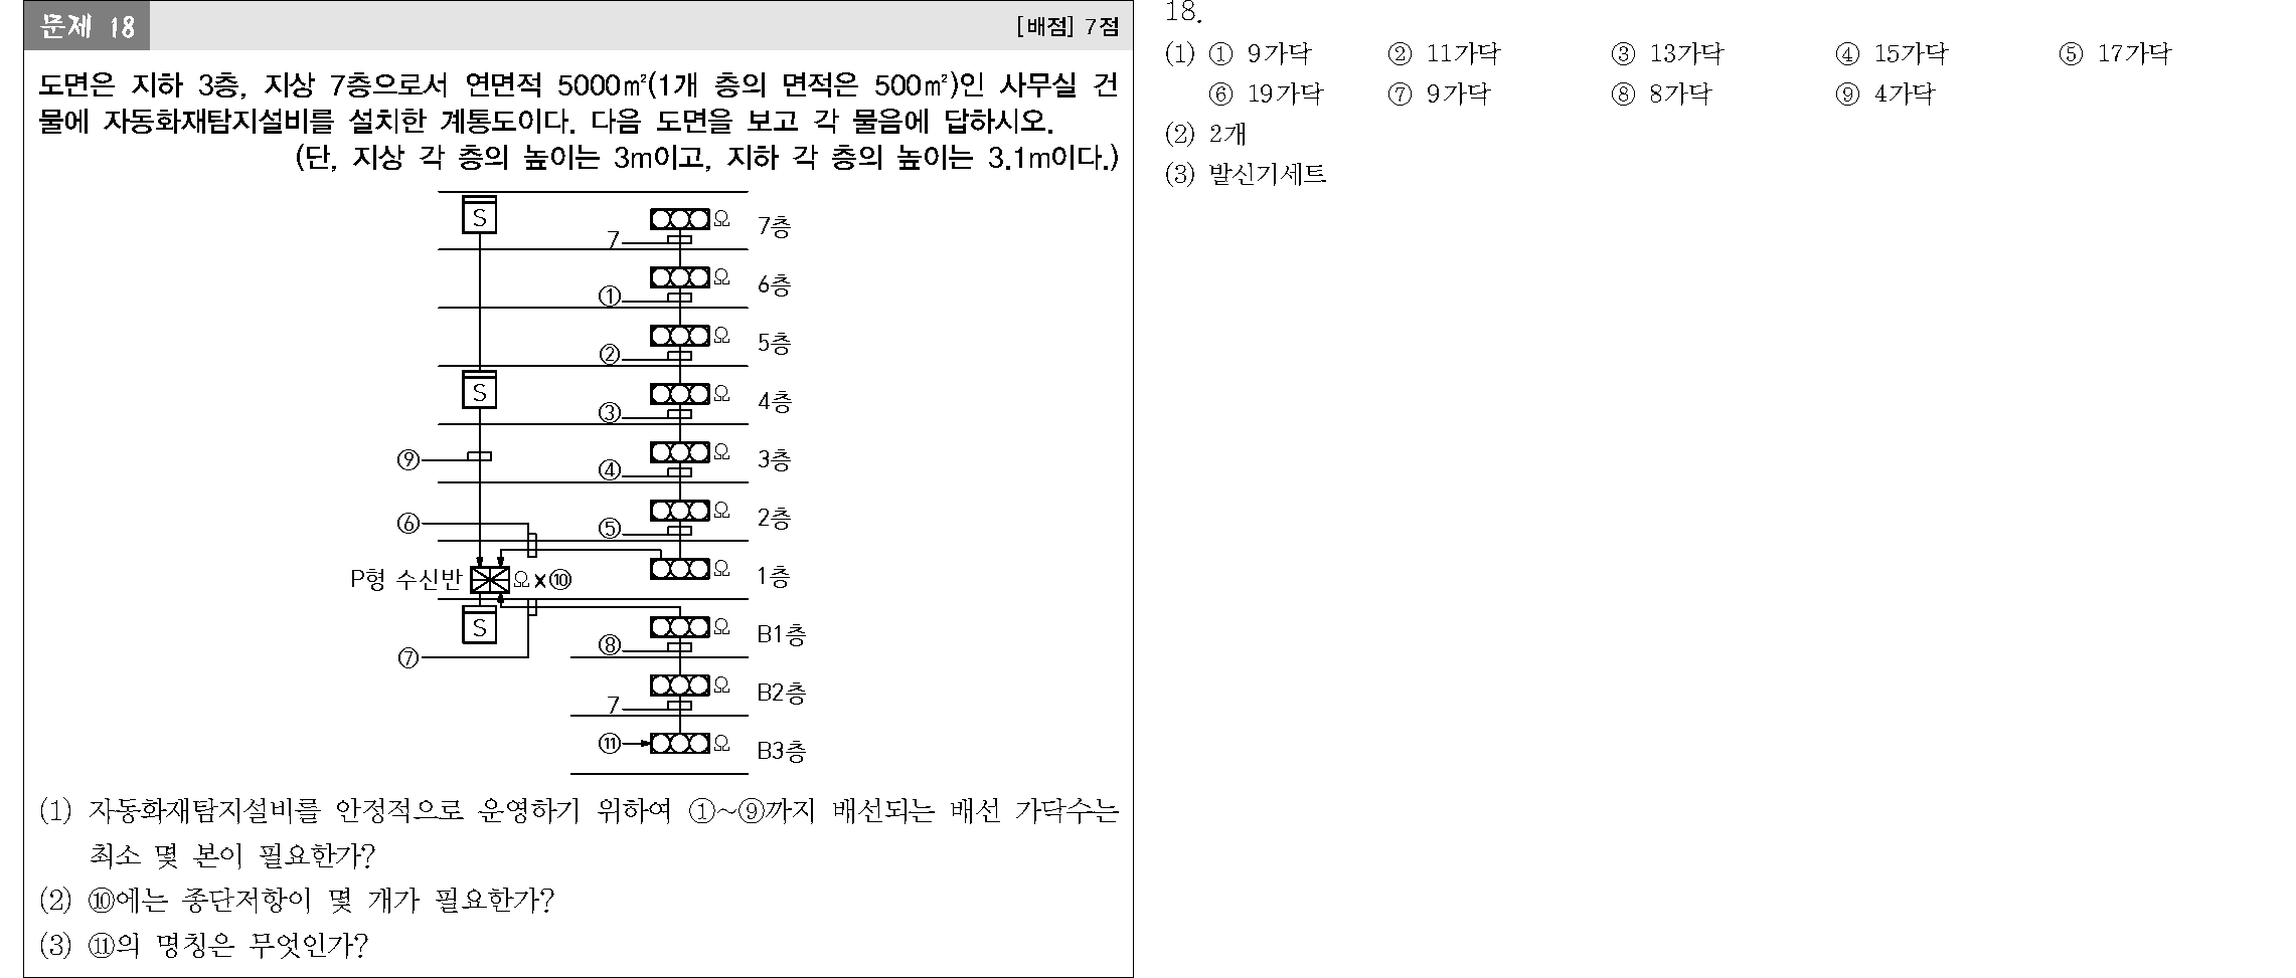 문제 18
[배점] 7점
도면은 지하 3층, 지상 7층으로서 연면적 5000㎡(1개 층의 면적은 500㎡)인 사무실 건
물에 자동화재탐지설비를 설치한 계통도이다. 다음 도면을 보고 각 물음에 답하시오.
(단, 지상 각 층의 높이는 3m이고, 지하 각 층의 높이는 3.1m이다.)
S Ω 7층
7
Ω 6층
①
Ω 5층
②
S Ω 4층
③
Ω 3층
⑨ ④
Ω 2층
⑥ ⑤
P형 수신반 Ω×⑩ Ω 1층
S Ω B1층
⑦ ⑧
Ω B2층
7
⑪ Ω B3층
(1) 자동화재탐지설비를 안정적으로 운영하기 위하여 ①~⑨까지 배선되는 배선 가닥수는
최소 몇 본이 필요한가?
(2) ⑩에는 종단저항이 몇 개가 필요한가?
(3) ⑪의 명칭은 무엇인가?
18.
(1) ① 9가닥 ② 11가닥 ③ 13가닥 ④ 15가닥 ⑤ 17가닥
⑥ 19가닥 ⑦ 9가닥 ⑧ 8가닥 ⑨ 4가닥
(2) 2개
(3) 발신기세트